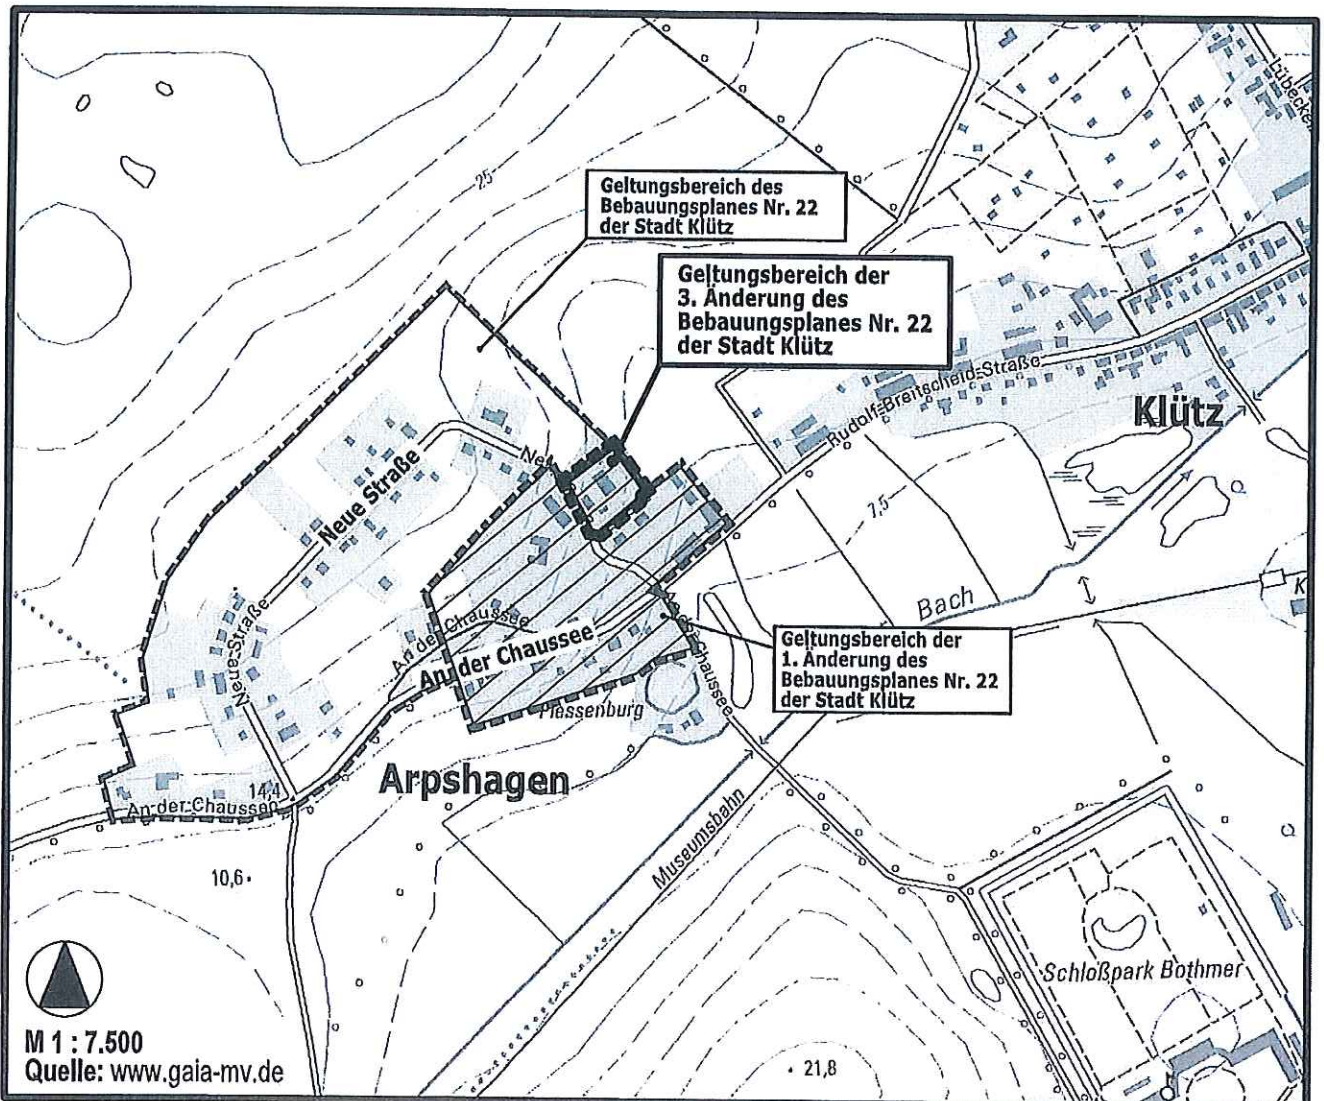 Lübecker
25
Geltungsbereich des
Bebauungsplanes Nr. 22
der Stadt Klütz
Geltungsbereich der
3. Änderung des
Bebauungsplanes Nr. 22
der Stadt Klütz
Rudolf-Breitscheid-Straße
Klütz
Ne
Neue Straße
7,5
Bach
K
Neue-Straße
An der Chaussee
An der Chaussee
Chaussee
Geltungsbereich der
1. Änderung des
Bebauungsplanes Nr. 22
der Stadt Klütz
Plessenburg
Arpshagen
14,4
An-der-Chaussee
Museumsbahn
10,6
Schloßpark Bothmer
M 1 : 7.500
Quelle: www.gaia-mv.de
21,8